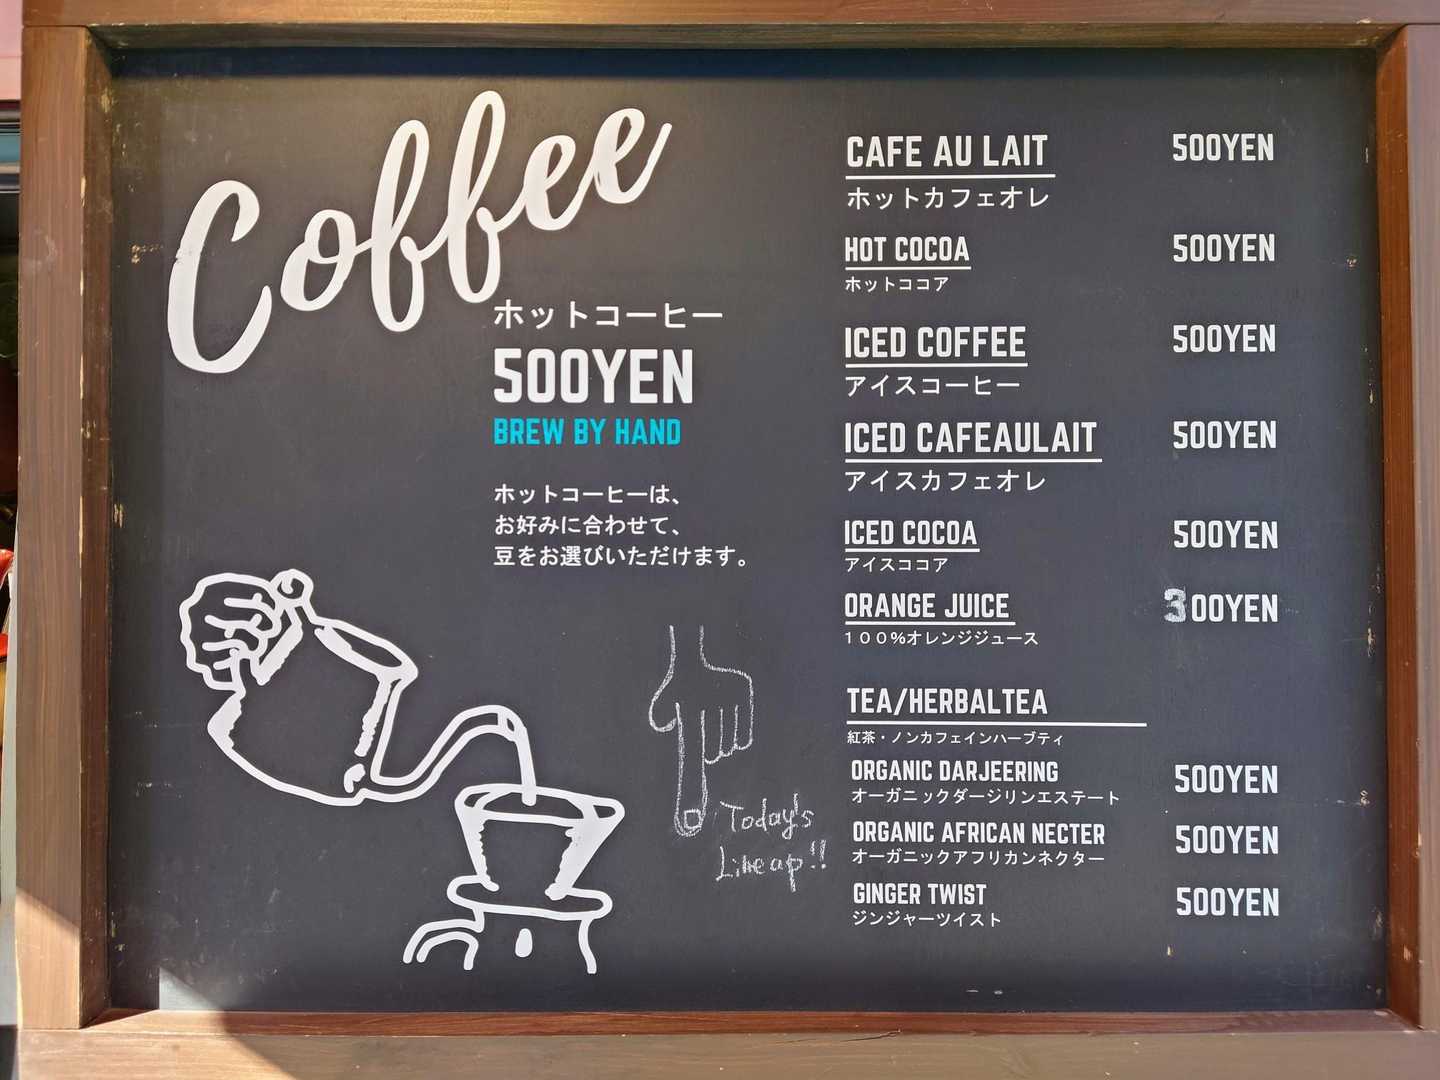 Coffee
ホットコーヒー
500YEN
BREW BY HAND
ホットコーヒーは、
お好みに合わせて、
豆をお選びいただけます。
Today's
Line up!!
CAFE AU LAIT 500YEN
ホットカフェオレ
HOT COCOA 500YEN
ホットココア
ICED COFFEE 500YEN
アイスコーヒー
ICED CAFEAULAIT 500YEN
アイスカフェオレ
ICED COCOA 500YEN
アイスココア
ORANGE JUICE 300YEN
１００%オレンジジュース
TEA/HERBALTEA
紅茶・ノンカフェインハーブティ
ORGANIC DARJEERING 500YEN
オーガニックダージリンエステート
ORGANIC AFRICAN NECTER 500YEN
オーガニックアフリカンネクター
GINGER TWIST 500YEN
ジンジャーツイスト